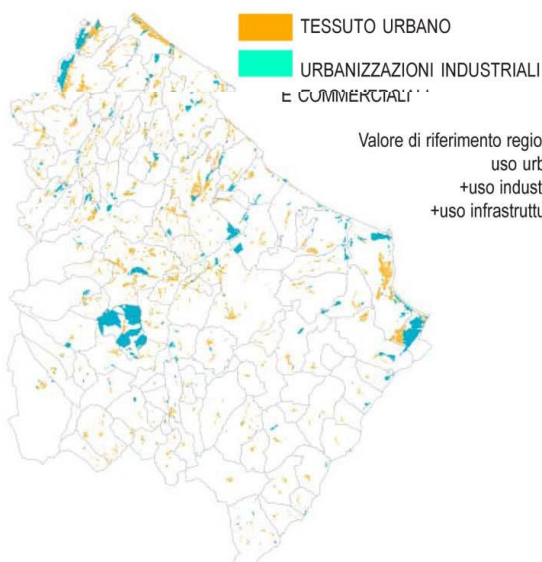 TESSUTO URBANO
URBANIZZAZIONI INDUSTRIALI
E COMMERCIALI
Valore di riferimento regio
uso urb
+uso indust
+uso infrastruttu